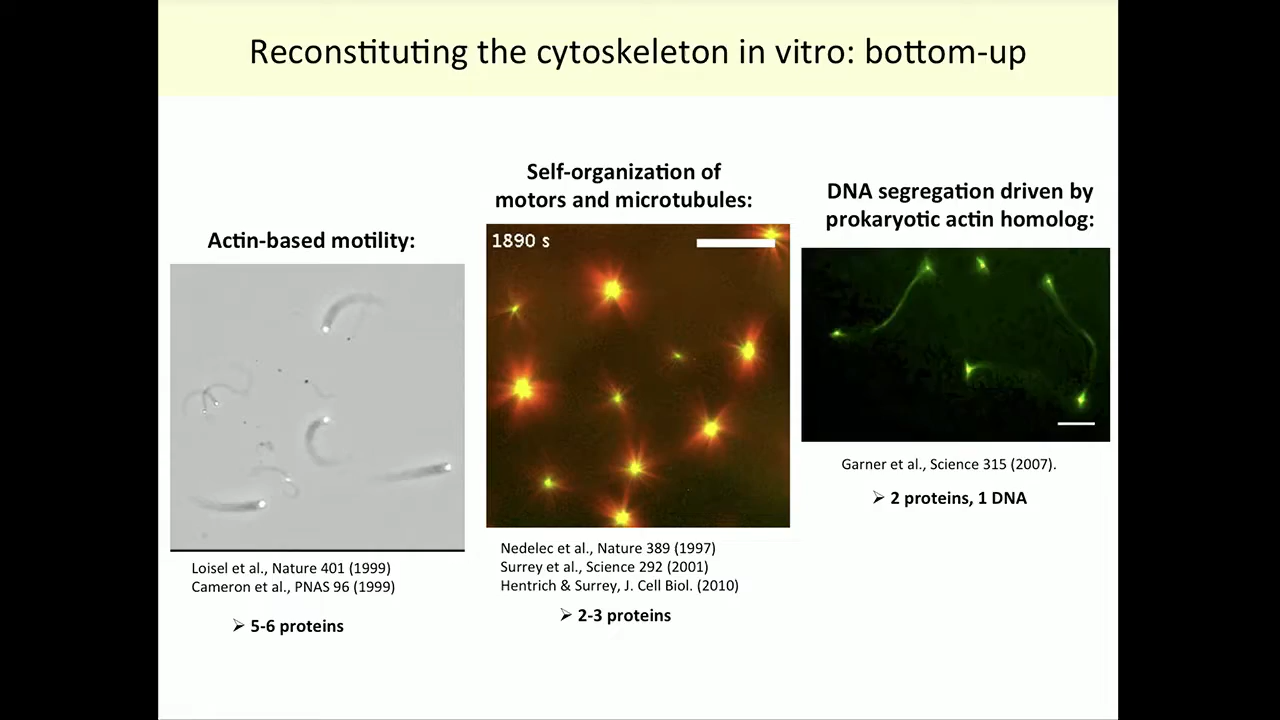 Reconstituting the cytoskeleton in vitro: bottom-up
Actin-based motility:
Loisel et al., Nature 401 (1999)
Cameron et al., PNAS 96 (1999)
➢ 5-6 proteins
Self-organization of
motors and microtubules:
1890 s
Nedelec et al., Nature 389 (1997)
Surrey et al., Science 292 (2001)
Hentrich & Surrey, J. Cell Biol. (2010)
➢ 2-3 proteins
DNA segregation driven by
prokaryotic actin homolog:
Garner et al., Science 315 (2007).
➢ 2 proteins, 1 DNA